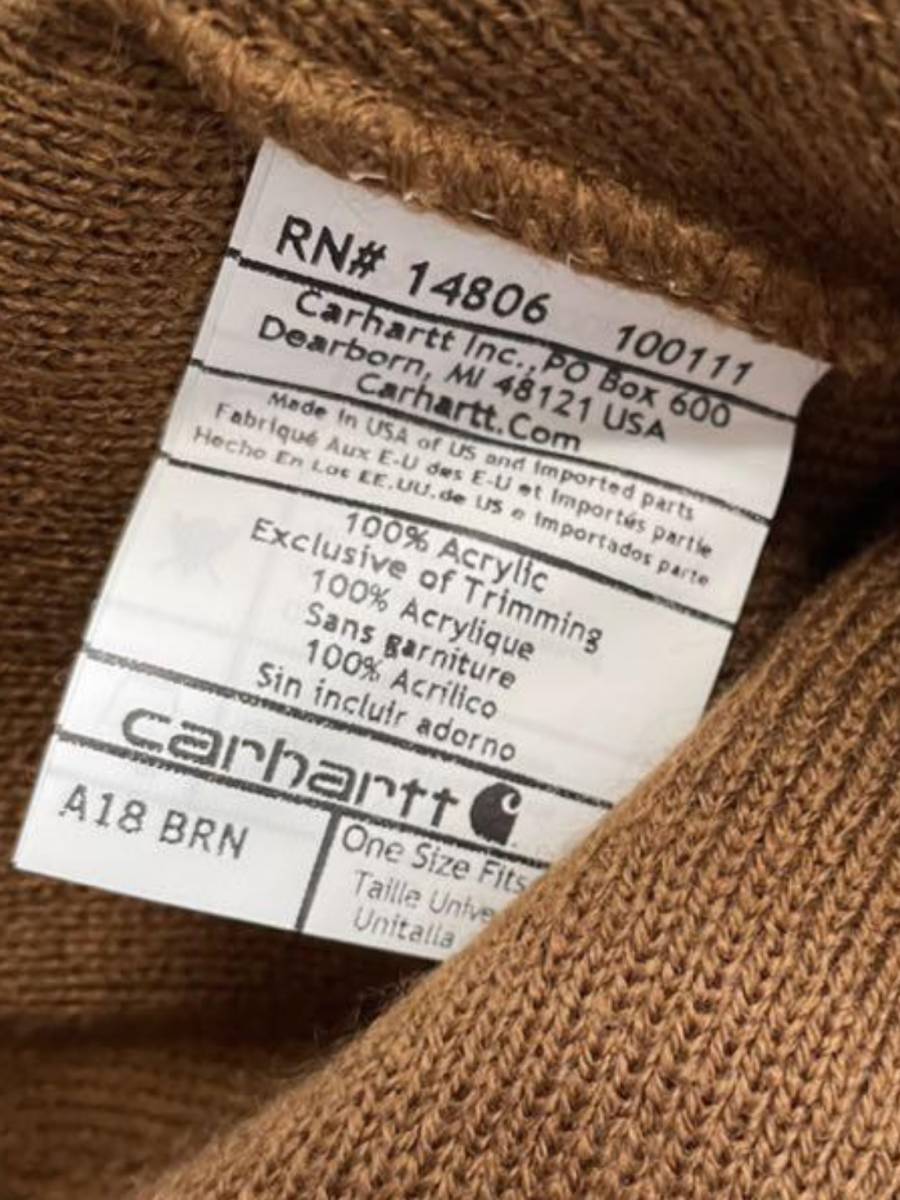 RN# 14806 100111
Carhartt Inc., PO Box 600
Dearborn, MI 48121 USA
Carhartt.Com
Made in USA of US and Imported parts
Fabriqué Aux E-U des E-U et Importés partie
Hecho En Los EE.UU.de US e Importados parte
100% Acrylic
Exclusive of Trimming
100% Acrylique
Sans garniture
100% Acrilico
Sin incluir adorno
carhartt
A18 BRN
One Size Fits
Taille Unive
Unitalla